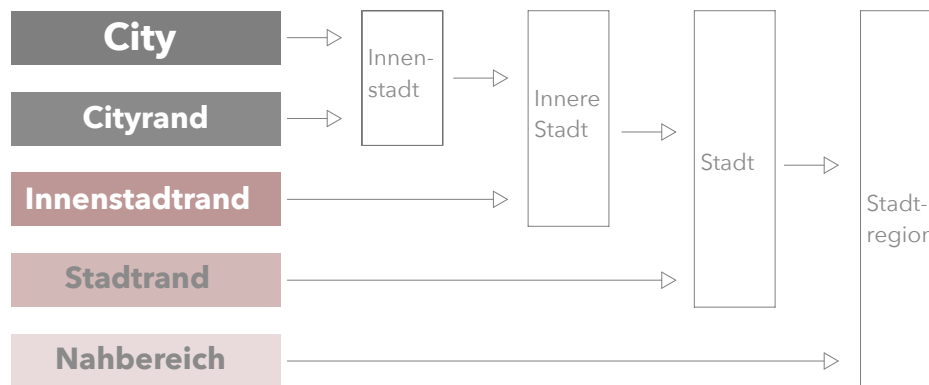 City
Cityrand
Innenstadtrand
Stadtrand
Nahbereich
Innen-
stadt
Innere
Stadt
Stadt
Stadt-
region